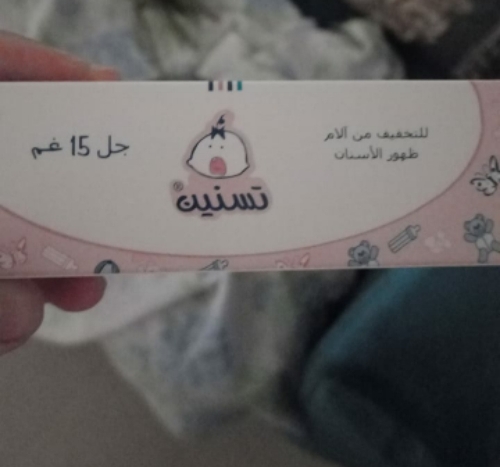 للتخفيف من آلام
ظهور الأسنان
تسنين®
جل 15 غم